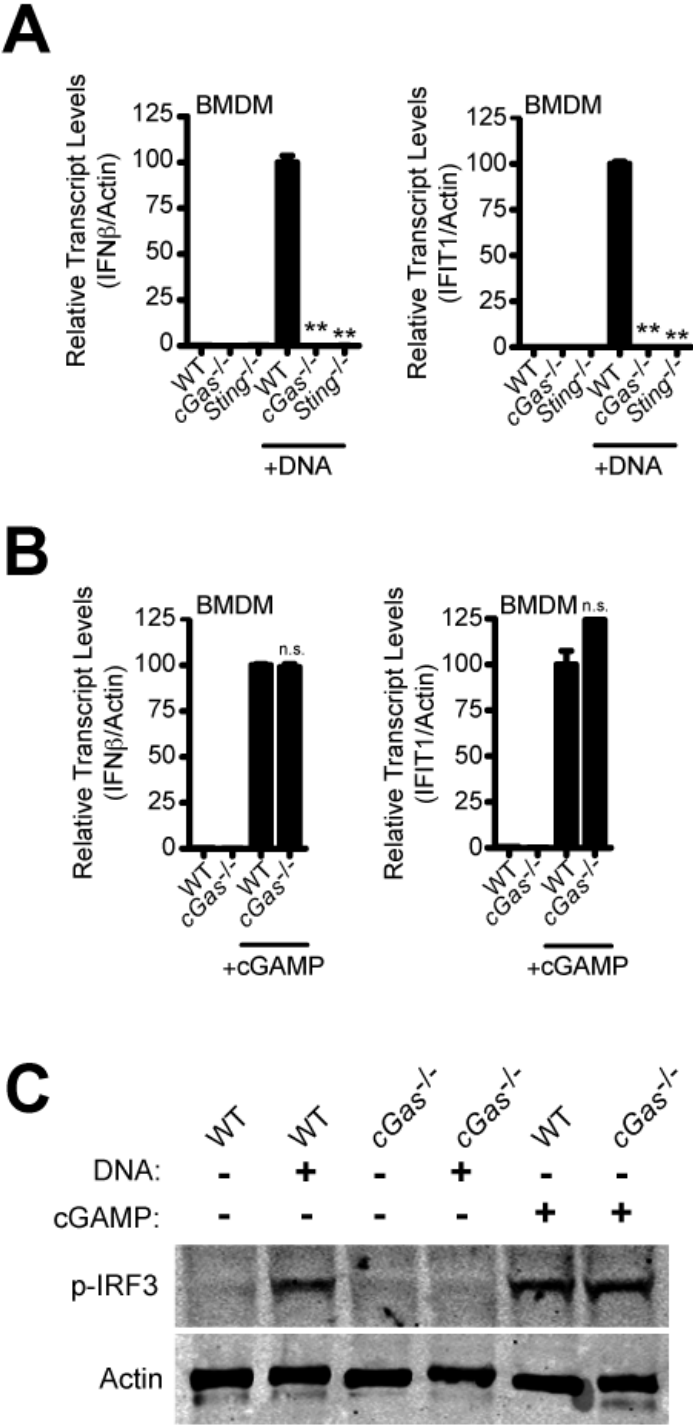 A
BMDM
BMDM
Relative Transcript Levels
(IFNβ/Actin)
125
100
75
50
25
0
**
**
WT
cGas-/-
Sting-/-
WT
cGas-/-
Sting-/-
+DNA
Relative Transcript Levels
(IFIT1/Actin)
125
100
75
50
25
0
**
**
WT
cGas-/-
Sting-/-
WT
cGas-/-
Sting-/-
+DNA
B
BMDM
Relative Transcript Levels
(IFNβ/Actin)
125
100
75
50
25
0
n.s.
WT
cGas-/-
WT
cGas-/-
+cGAMP
BMDM
Relative Transcript Levels
(IFIT1/Actin)
125
100
75
50
25
0
n.s.
WT
cGas-/-
WT
cGas-/-
+cGAMP
C
WT WT cGas-/- cGas-/- WT cGas-/-
DNA: - + - + - -
cGAMP: - - - - + +
p-IRF3
Actin